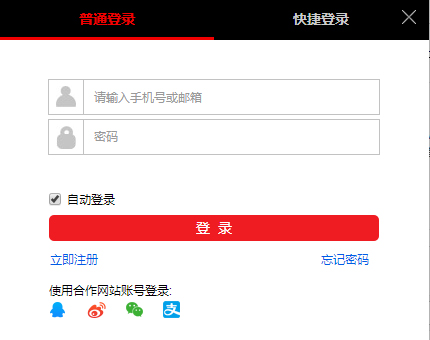 普通登录 快捷登录
请输入手机号或邮箱
密码
自动登录
登 录
立即注册 忘记密码
使用合作网站账号登录:
支